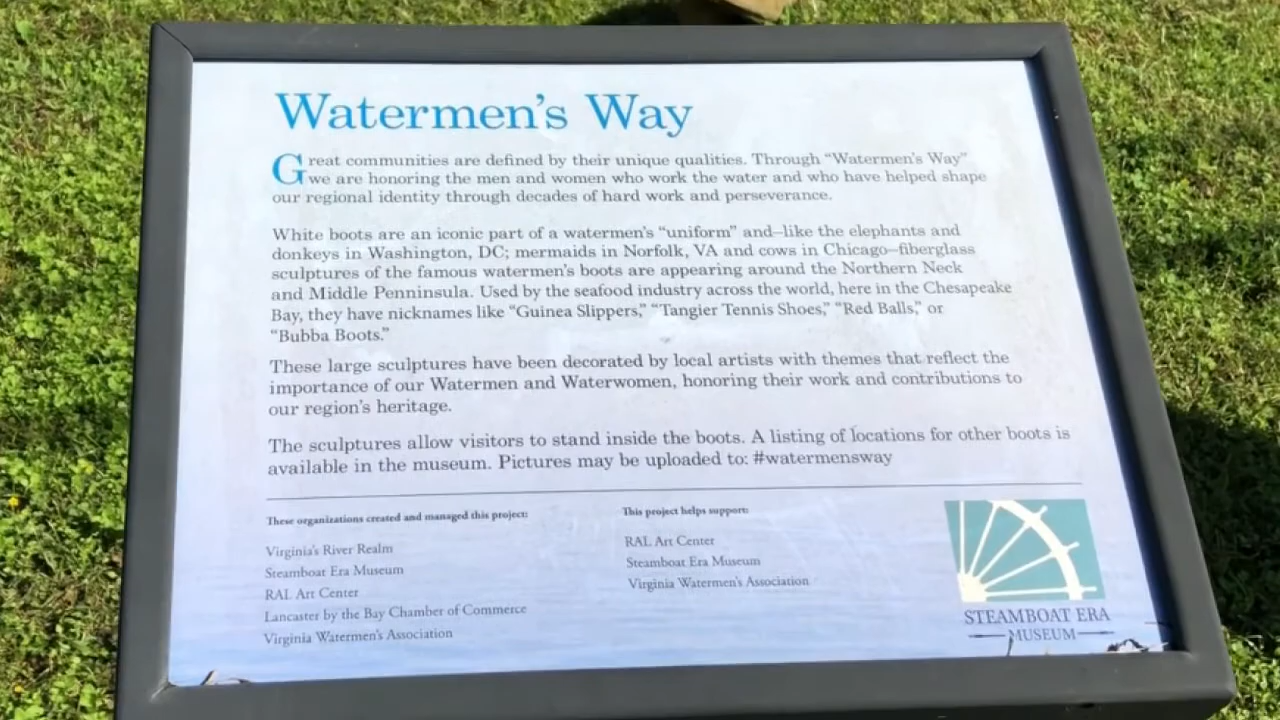 Watermen's Way
Great communities are defined by their unique qualities. Through “Watermen's Way”
we are honoring the men and women who work the water and who have helped shape
our regional identity through decades of hard work and perseverance.
White boots are an iconic part of a watermen's “uniform” and–like the elephants and
donkeys in Washington, DC; mermaids in Norfolk, VA and cows in Chicago–fiberglass
sculptures of the famous watermen's boots are appearing around the Northern Neck
and Middle Penninsula. Used by the seafood industry across the world, here in the Chesapeake
Bay, they have nicknames like “Guinea Slippers,” “Tangier Tennis Shoes,” “Red Balls,” or
“Bubba Boots.”
These large sculptures have been decorated by local artists with themes that reflect the
importance of our Watermen and Waterwomen, honoring their work and contributions to
our region's heritage.
The sculptures allow visitors to stand inside the boots. A listing of locations for other boots is
available in the museum. Pictures may be uploaded to: #watermensway
These organizations created and managed this project:
Virginia's River Realm
Steamboat Era Museum
RAL Art Center
Lancaster by the Bay Chamber of Commerce
Virginia Watermen's Association
This project helps support:
RAL Art Center
Steamboat Era Museum
Virginia Watermen's Association
STEAMBOAT ERA
MUSEUM